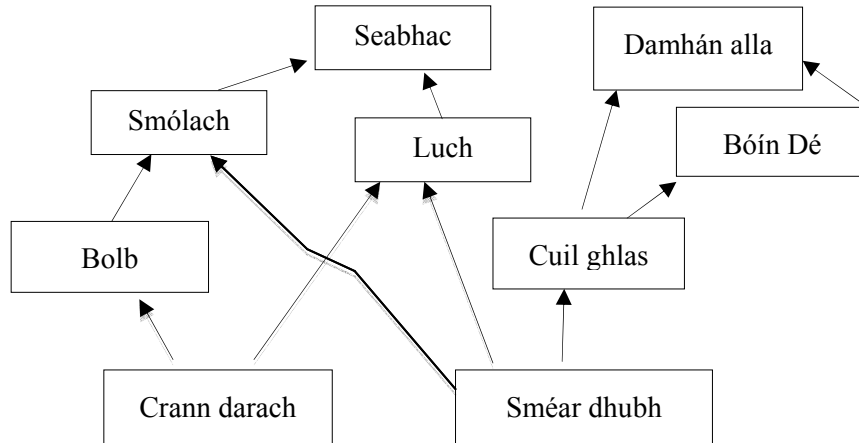 Seabhac
Damhán alla
Smólach
Luch
Bóín Dé
Bolb
Cuil ghlas
Crann darach
Sméar dhubh